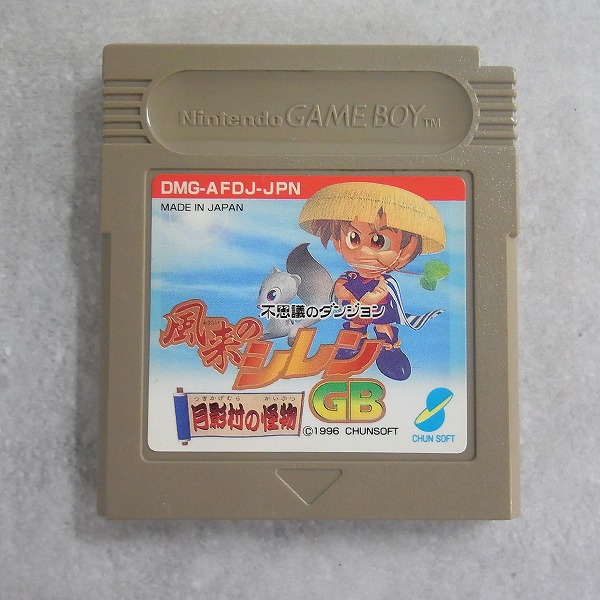 Nintendo GAME BOY TM
DMG-AFDJ-JPN
MADE IN JAPAN
不思議のダンジョン
風来の
シレン
GB
つきかげむら かいぶつ
月影村の怪物
©1996 CHUNSOFT
CHUN SOFT